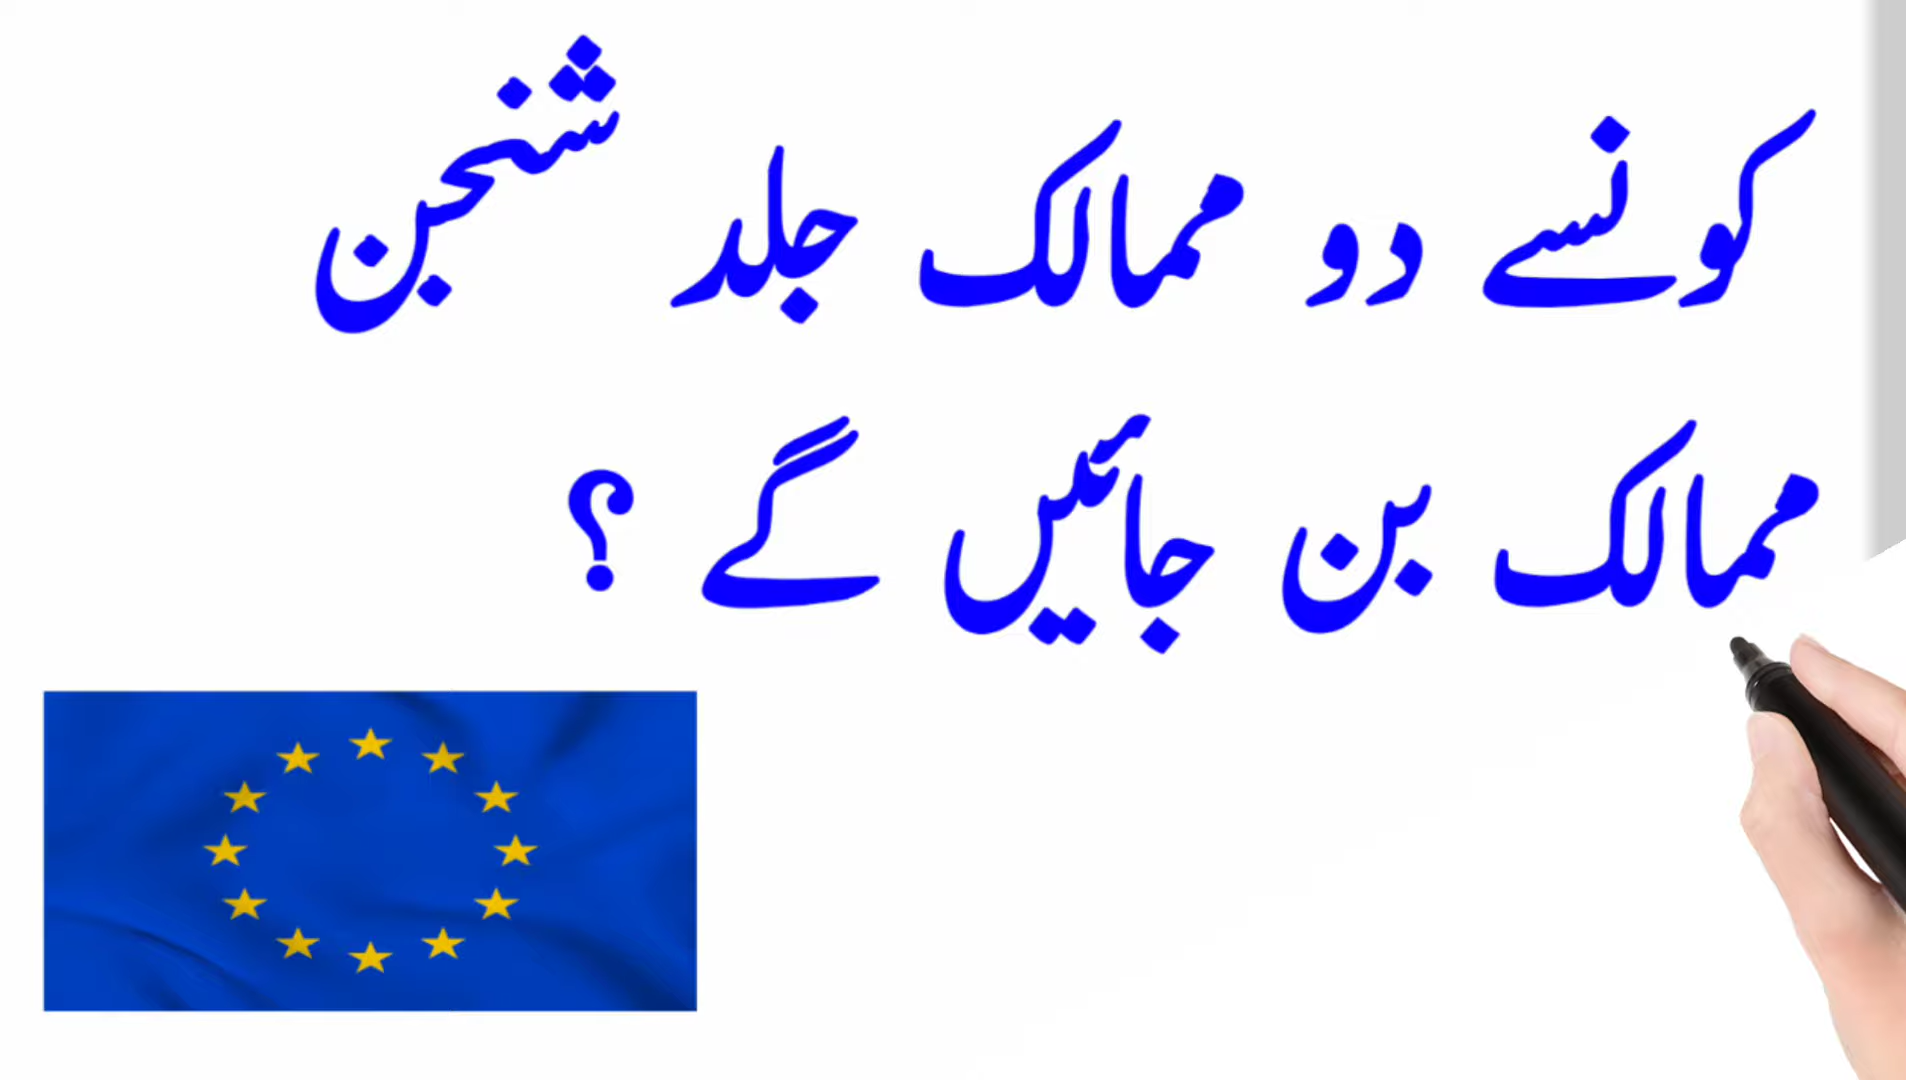 کونسے دو ممالک جلد شنجن
ممالک بن جائیں گے ؟